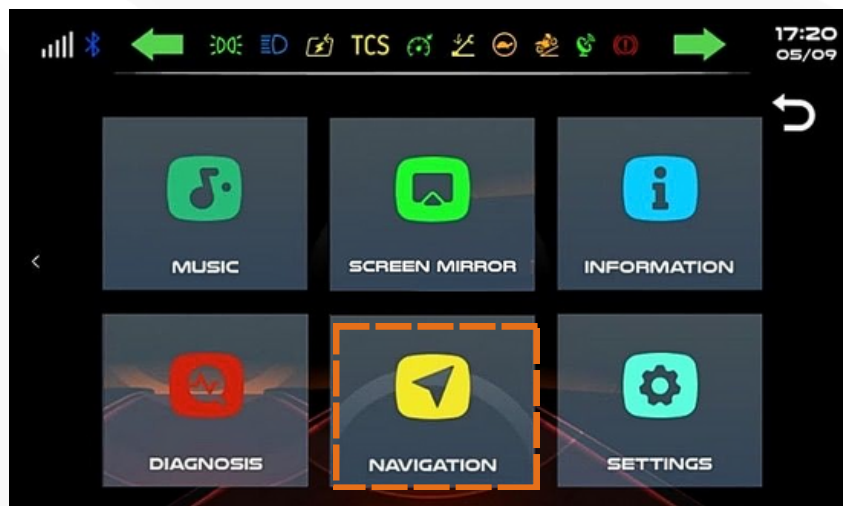 TCS
17:20
05/09
MUSIC
SCREEN MIRROR
INFORMATION
DIAGNOSIS
NAVIGATION
SETTINGS